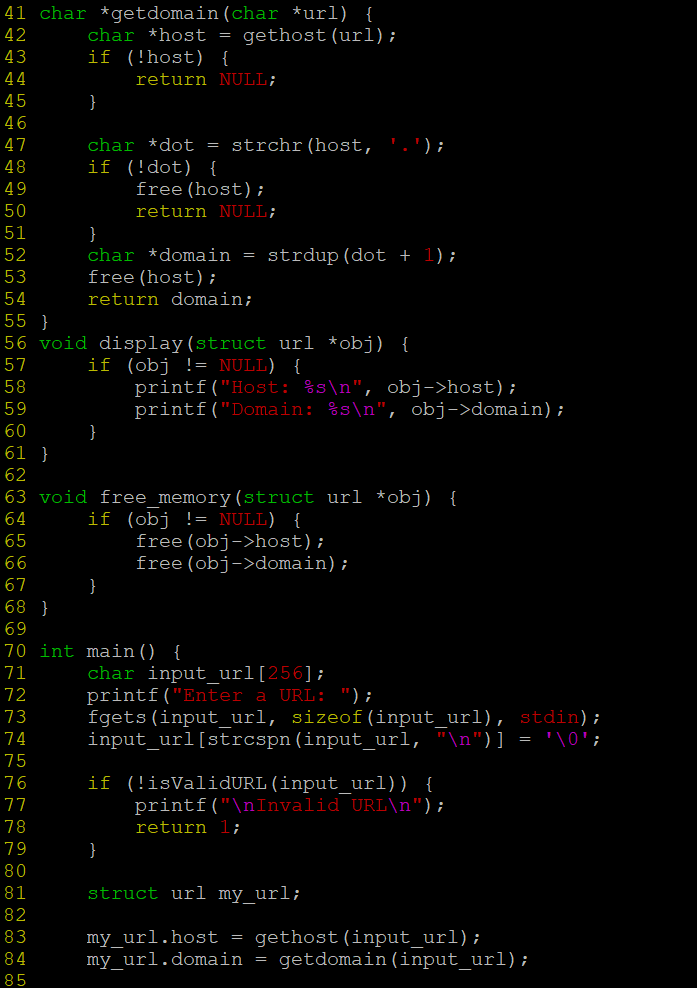 41 char *getdomain(char *url) {
42     char *host = gethost(url);
43     if (!host) {
44         return NULL;
45     }
46
47     char *dot = strchr(host, '.');
48     if (!dot) {
49         free(host);
50         return NULL;
51     }
52     char *domain = strdup(dot + 1);
53     free(host);
54     return domain;
55 }
56 void display(struct url *obj) {
57     if (obj != NULL) {
58         printf("Host: %s\n", obj->host);
59         printf("Domain: %s\n", obj->domain);
60     }
61 }
62
63 void free_memory(struct url *obj) {
64     if (obj != NULL) {
65         free(obj->host);
66         free(obj->domain);
67     }
68 }
69
70 int main() {
71     char input_url[256];
72     printf("Enter a URL: ");
73     fgets(input_url, sizeof(input_url), stdin);
74     input_url[strcspn(input_url, "\n")] = '\0';
75
76     if (!isValidURL(input_url)) {
77         printf("\nInvalid URL\n");
78         return 1;
79     }
80
81     struct url my_url;
82
83     my_url.host = gethost(input_url);
84     my_url.domain = getdomain(input_url);
85